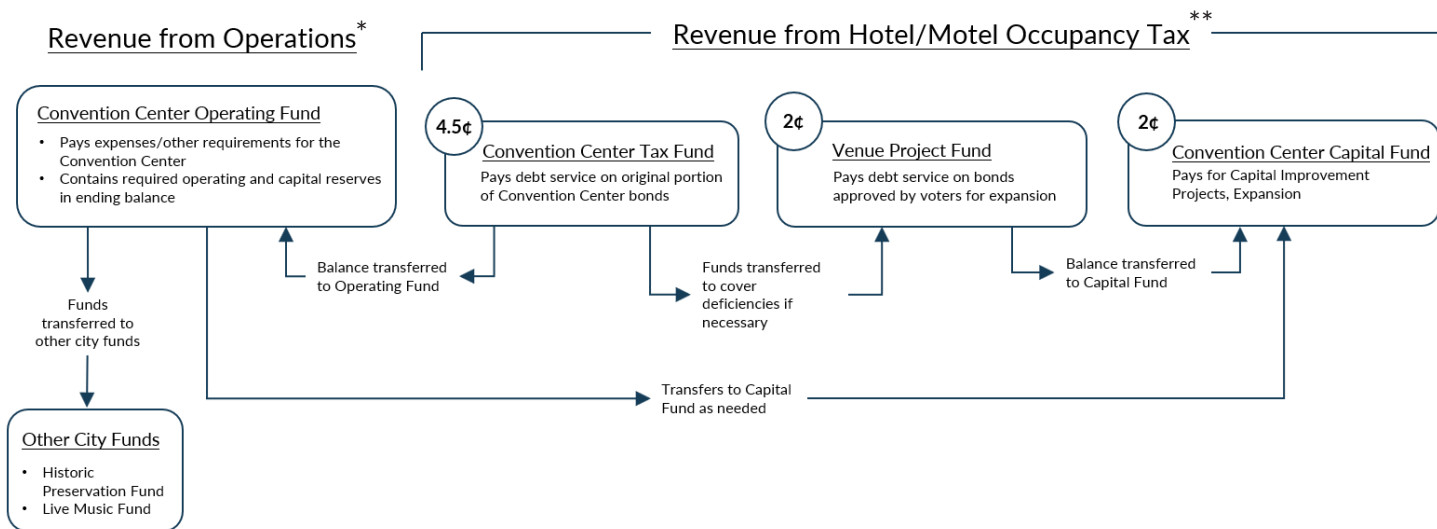 Revenue from Operations*
Revenue from Hotel/Motel Occupancy Tax**
Convention Center Operating Fund
• Pays expenses/other requirements for the
Convention Center
• Contains required operating and capital reserves
in ending balance
4.5¢
Convention Center Tax Fund
Pays debt service on original portion
of Convention Center bonds
2¢
Venue Project Fund
Pays debt service on bonds
approved by voters for expansion
2¢
Convention Center Capital Fund
Pays for Capital Improvement
Projects, Expansion
Balance transferred
to Operating Fund
Funds transferred
to cover
deficiencies if
necessary
Balance transferred
to Capital Fund
Funds
transferred to
other city funds
Transfers to Capital
Fund as needed
Other City Funds
• Historic
Preservation Fund
• Live Music Fund